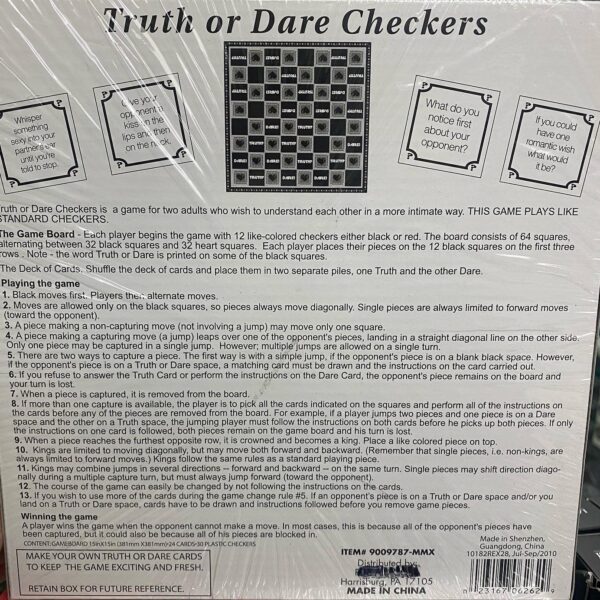 Truth or Dare Checkers
Whisper
something
sexy into your
partner's ear
until you're
told to stop.
Give your
opponent a
kiss on the
lips and then
on the neck.
What do you
notice first
about your
opponent?
If you could
have one
romantic wish
what would
it be?
Truth or Dare Checkers is a game for two adults who wish to understand each other in a more intimate way. THIS GAME PLAYS LIKE
STANDARD CHECKERS.
The Game Board - Each player begins the game with 12 like-colored checkers either black or red. The board consists of 64 squares,
alternating between 32 black squares and 32 heart squares. Each player places their pieces on the 12 black squares on the first three
rows . Note - the word Truth or Dare is printed on some of the black squares.
The Deck of Cards. Shuffle the deck of cards and place them in two separate piles, one Truth and the other Dare.
Playing the game
1. Black moves first. Players then alternate moves.
2. Moves are allowed only on the black squares, so pieces always move diagonally. Single pieces are always limited to forward moves
(toward the opponent).
3. A piece making a non-capturing move (not involving a jump) may move only one square.
4. A piece making a capturing move (a jump) leaps over one of the opponent's pieces, landing in a straight diagonal line on the other side.
Only one piece may be captured in a single jump. However; multiple jumps are allowed on a single turn.
5. There are two ways to capture a piece. The first way is with a simple jump, if the opponent's piece is on a blank black space. However,
if the opponent's piece is on a Truth or Dare space, a matching card must be drawn and the instructions on the card carried out.
6. If you refuse to answer the Truth Card or perform the instructions on the Dare Card, the opponent's piece remains on the board and
your turn is lost.
7. When a piece is captured, it is removed from the board.
8. If more than one capture is available, the player is to pick all the cards indicated on the squares and perform all of the instructions on
the cards before any of the pieces are removed from the board. For example, if a player jumps two pieces and one piece is on a Dare
space and the other on a Truth space, the jumping player must follow the instructions on both cards before he picks up both pieces. If only
the instructions on one card is followed, both pieces remain on the game board and his turn is lost.
9. When a piece reaches the furthest opposite row, it is crowned and becomes a king. Place a like colored piece on top.
10. Kings are limited to moving diagonally, but may move both forward and backward. (Remember that single pieces, i.e. non-kings, are
always limited to forward moves.) Kings follow the same rules as a standard playing piece.
11. Kings may combine jumps in several directions -- forward and backward -- on the same turn. Single pieces may shift direction diago-
nally during a multiple capture turn, but must always jump forward (toward the opponent).
12. The course of the game can easily be changed by not following the instructions on the cards.
13. If you wish to use more of the cards during the game change rule #5. If an opponent's piece is on a Truth or Dare space and/or you
land on a Truth or Dare space, cards have to be drawn and instructions followed before you may remove game pieces.
Winning the game
A player wins the game when the opponent cannot make a move. In most cases, this is because all of the opponent's pieces have
been captured, but it could also be because all of his pieces are blocked in.
CONTENT:GAMEBOARD 15INX15in (381mm X381mm)-24 CARDS-30 PLASTIC CHECKERS
MAKE YOUR OWN TRUTH OR DARE CARDS
TO KEEP THE GAME EXCITING AND FRESH.
RETAIN BOX FOR FUTURE REFERENCE.
ITEM# 9009787-MMX
Distributed by:
Harrisburg, PA 17105
MADE IN CHINA
Made in Shenzhen,
Guangdong, China
10182REX28, Jul-Sep/2010
0 23167 06262 9